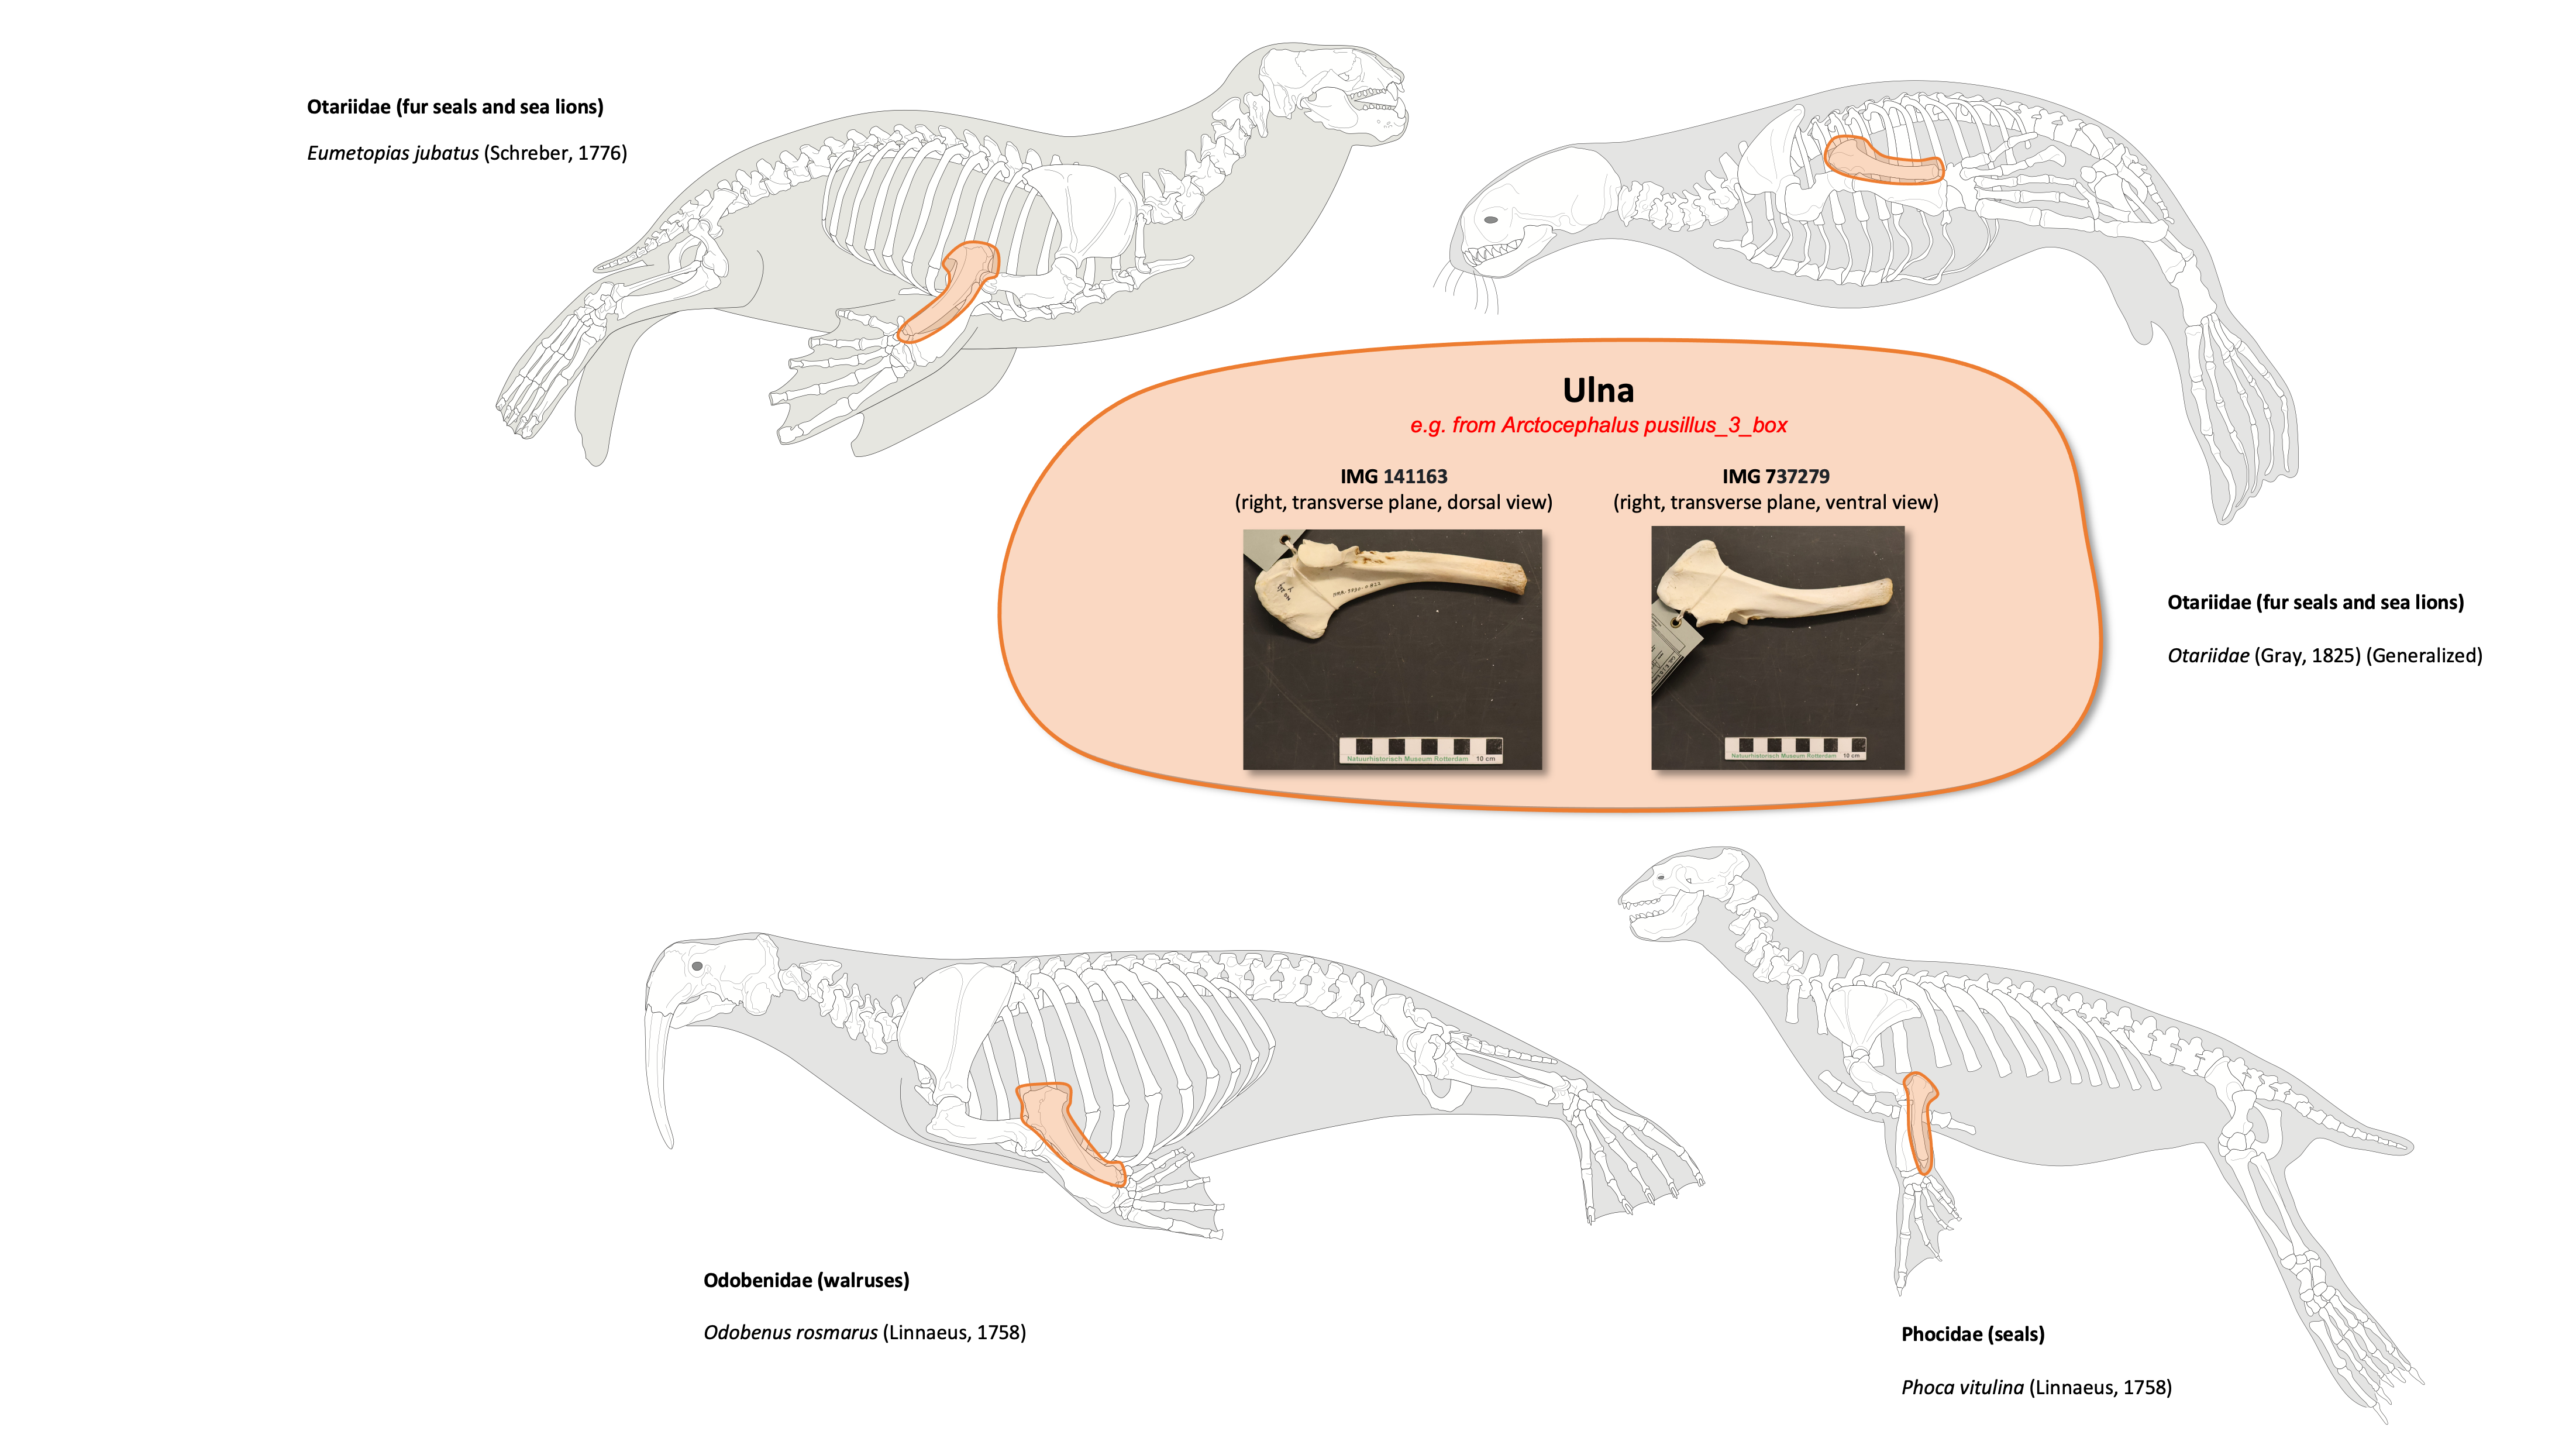 Otariidae (fur seals and sea lions)
Eumetopias jubatus (Schreber, 1776)
Ulna
e.g. from Arctocephalus pusillus_3_box
IMG 141163
(right, transverse plane, dorsal view)
IMG 737279
(right, transverse plane, ventral view)
Natuurhistorisch Museum Rotterdam 10 cm
Natuurhistorisch Museum Rotterdam 10 cm
Otariidae (fur seals and sea lions)
Otariidae (Gray, 1825) (Generalized)
Odobenidae (walruses)
Odobenus rosmarus (Linnaeus, 1758)
Phocidae (seals)
Phoca vitulina (Linnaeus, 1758)